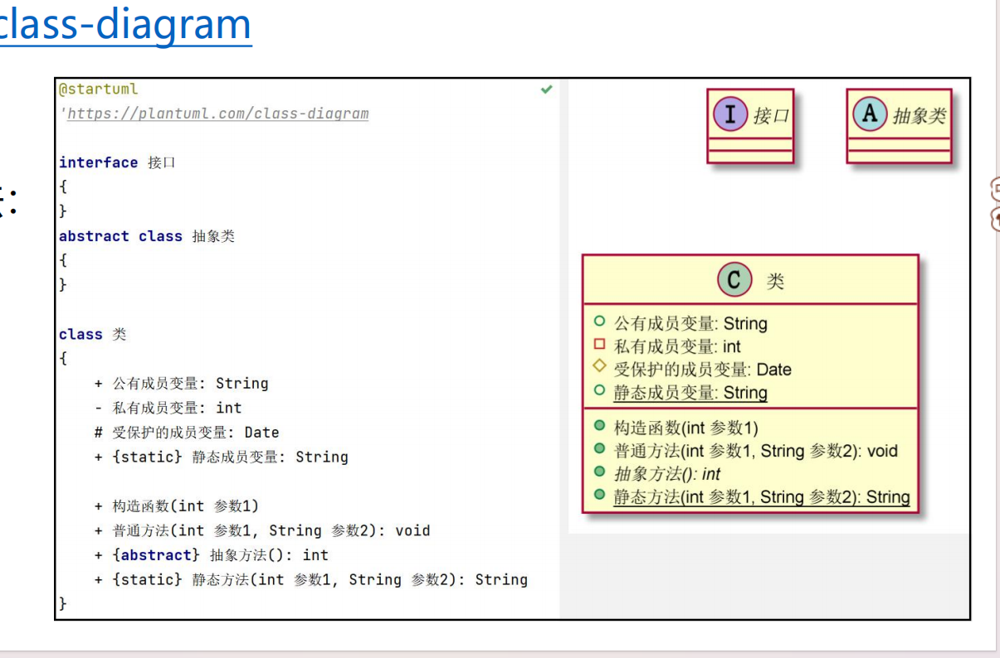 class-diagram
:
@startuml
'https://plantuml.com/class-diagram
interface 接口
{
}
abstract class 抽象类
{
}
class 类
{
+ 公有成员变量: String
- 私有成员变量: int
# 受保护的成员变量: Date
+ {static} 静态成员变量: String
+ 构造函数(int 参数1)
+ 普通方法(int 参数1, String 参数2): void
+ {abstract} 抽象方法(): int
+ {static} 静态方法(int 参数1, String 参数2): String
}
I 接口
A 抽象类
C 类
公有成员变量: String
私有成员变量: int
受保护的成员变量: Date
静态成员变量: String
构造函数(int 参数1)
普通方法(int 参数1, String 参数2): void
抽象方法(): int
静态方法(int 参数1, String 参数2): String